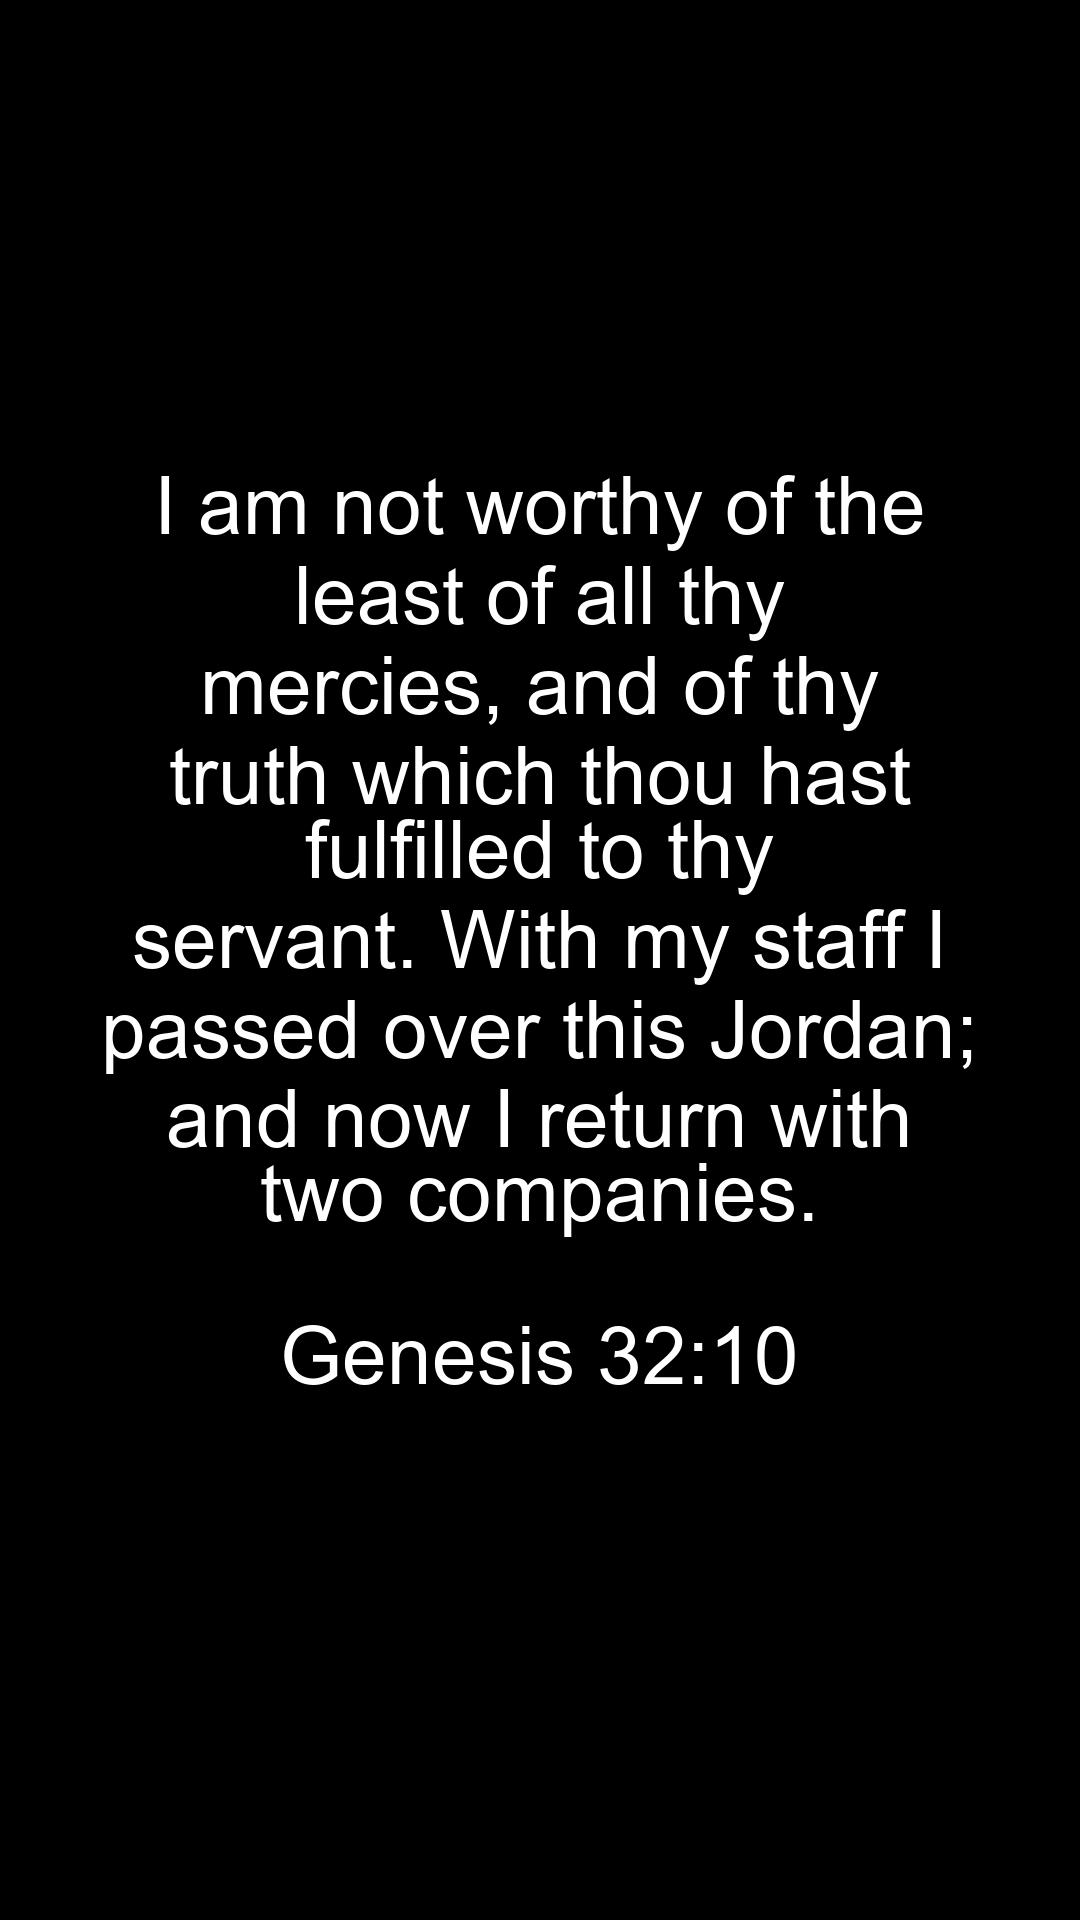 I am not worthy of the
least of all thy
mercies, and of thy
truth which thou hast
fulfilled to thy
servant. With my staff I
passed over this Jordan;
and now I return with
two companies.
Genesis 32:10